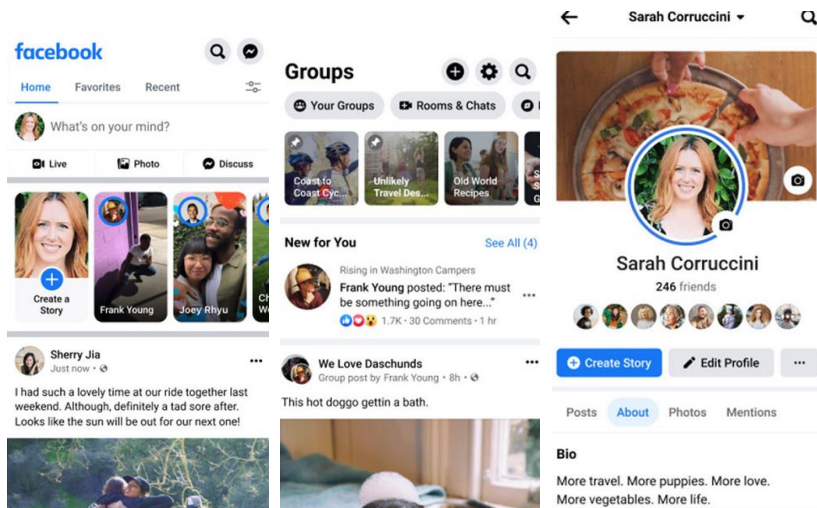 facebook
Home Favorites Recent
What's on your mind?
Live Photo Discuss
Create a
Story
Frank Young
Joey Rhyu
Ch
We
Sherry Jia
Just now ·
I had such a lovely time at our ride together last
weekend. Although, definitely a tad sore after.
Looks like the sun will be out for our next one!
Groups
Your Groups Rooms & Chats
Coast to
Coast Cyc...
Unlikely
Travel Des...
Old World
Recipes
S
S
G
New for You See All (4)
Rising in Washington Campers
Frank Young posted: “There must
be something going on here...”
1.7K · 30 Comments · 1 hr
We Love Daschunds
Group post by Frank Young · 8h ·
This hot doggo gettin a bath.
Sarah Corruccini
Sarah Corruccini
246 friends
Create Story Edit Profile
Posts About Photos Mentions
Bio
More travel. More puppies. More love.
More vegetables. More life.